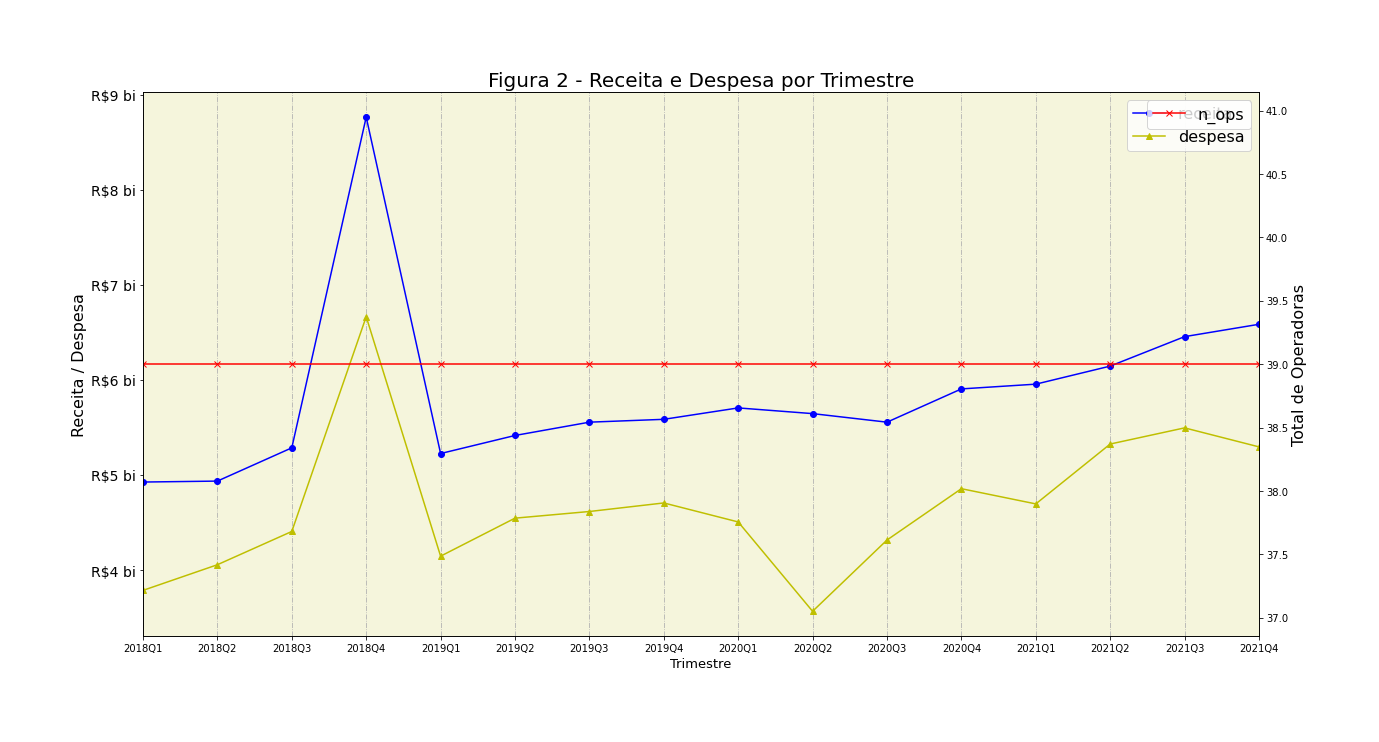 Figura 2 - Receita e Despesa por Trimestre
R$9 bi
R$8 bi
R$7 bi
R$6 bi
R$5 bi
R$4 bi
Receita / Despesa
n_ops
despesa
41.0
40.5
40.0
39.5
39.0
38.5
38.0
37.5
37.0
Total de Operadoras
2018Q1 2018Q2 2018Q3 2018Q4 2019Q1 2019Q2 2019Q3 2019Q4 2020Q1 2020Q2 2020Q3 2020Q4 2021Q1 2021Q2 2021Q3 2021Q4
Trimestre